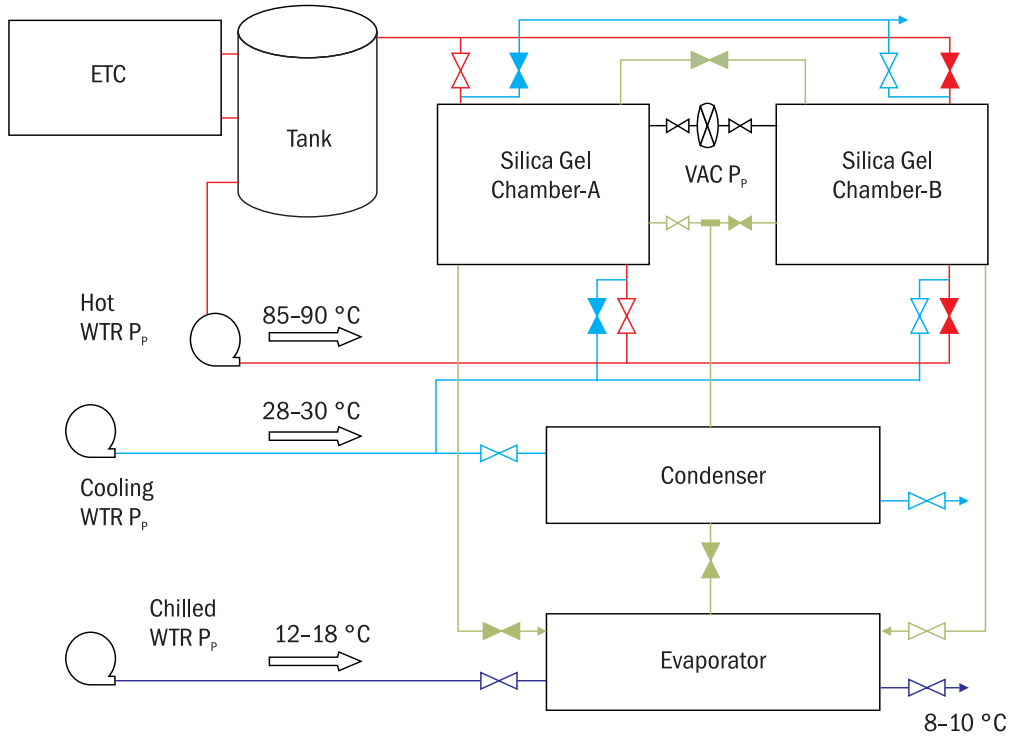 ETC
Tank
Silica Gel
Chamber-A
VAC PP
Silica Gel
Chamber-B
Hot
WTR PP
85–90 °C
28–30 °C
Cooling
WTR PP
Condenser
Chilled
WTR PP
12–18 °C
Evaporator
8–10 °C